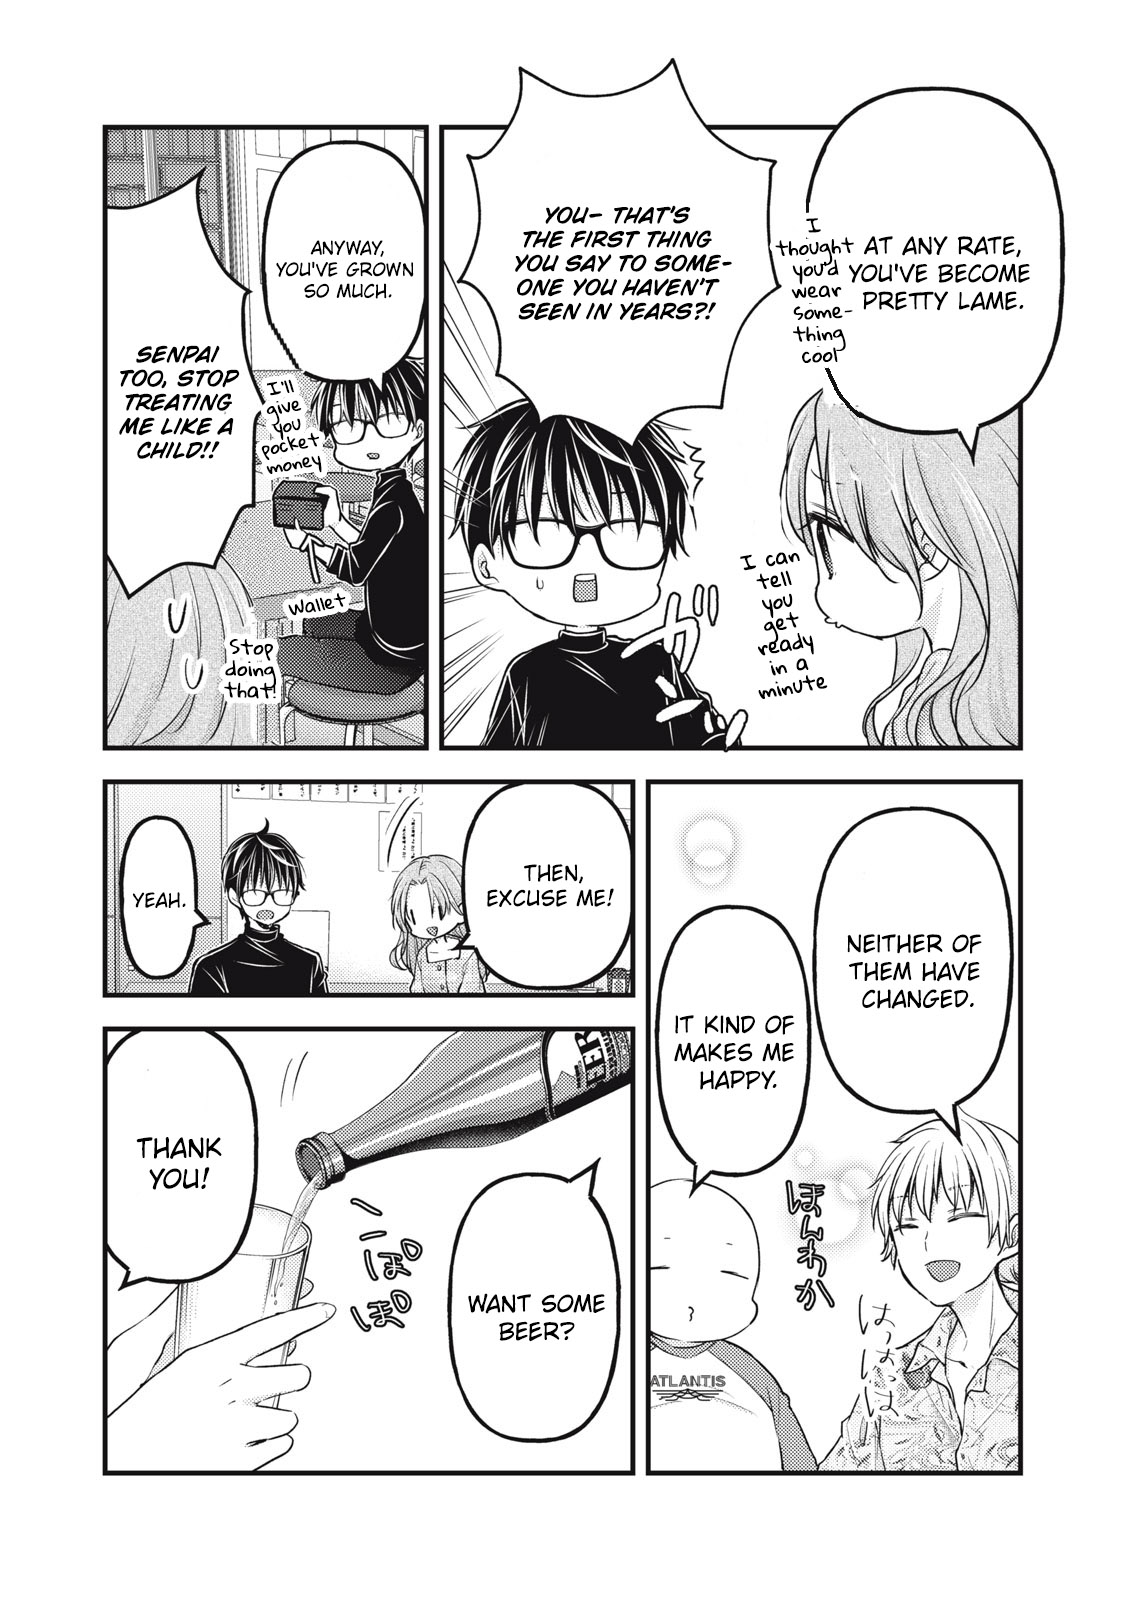 AT ANY RATE,
YOU'VE BECOME
PRETTY LAME.
I
thought
you'd
wear
some-
thing
cool
YOU- THAT'S
THE FIRST THING
YOU SAY TO SOME-
ONE YOU HAVEN'T
SEEN IN YEARS?!
I can
tell
you
get
ready
in a
minute
ガーン
ANYWAY,
YOU'VE GROWN
SO MUCH.
I'll
give
you
pocket
money
wallet
SENPAI
TOO, STOP
TREATING
ME LIKE A
CHILD!!
Stop
doing
that!
NEITHER OF
THEM HAVE
CHANGED.
IT KIND OF
MAKES ME
HAPPY.
ほんわか
はっはっは
ATLANTIS
THEN,
EXCUSE ME!
YEAH.
WANT SOME
BEER?
THANK
YOU!
BEER